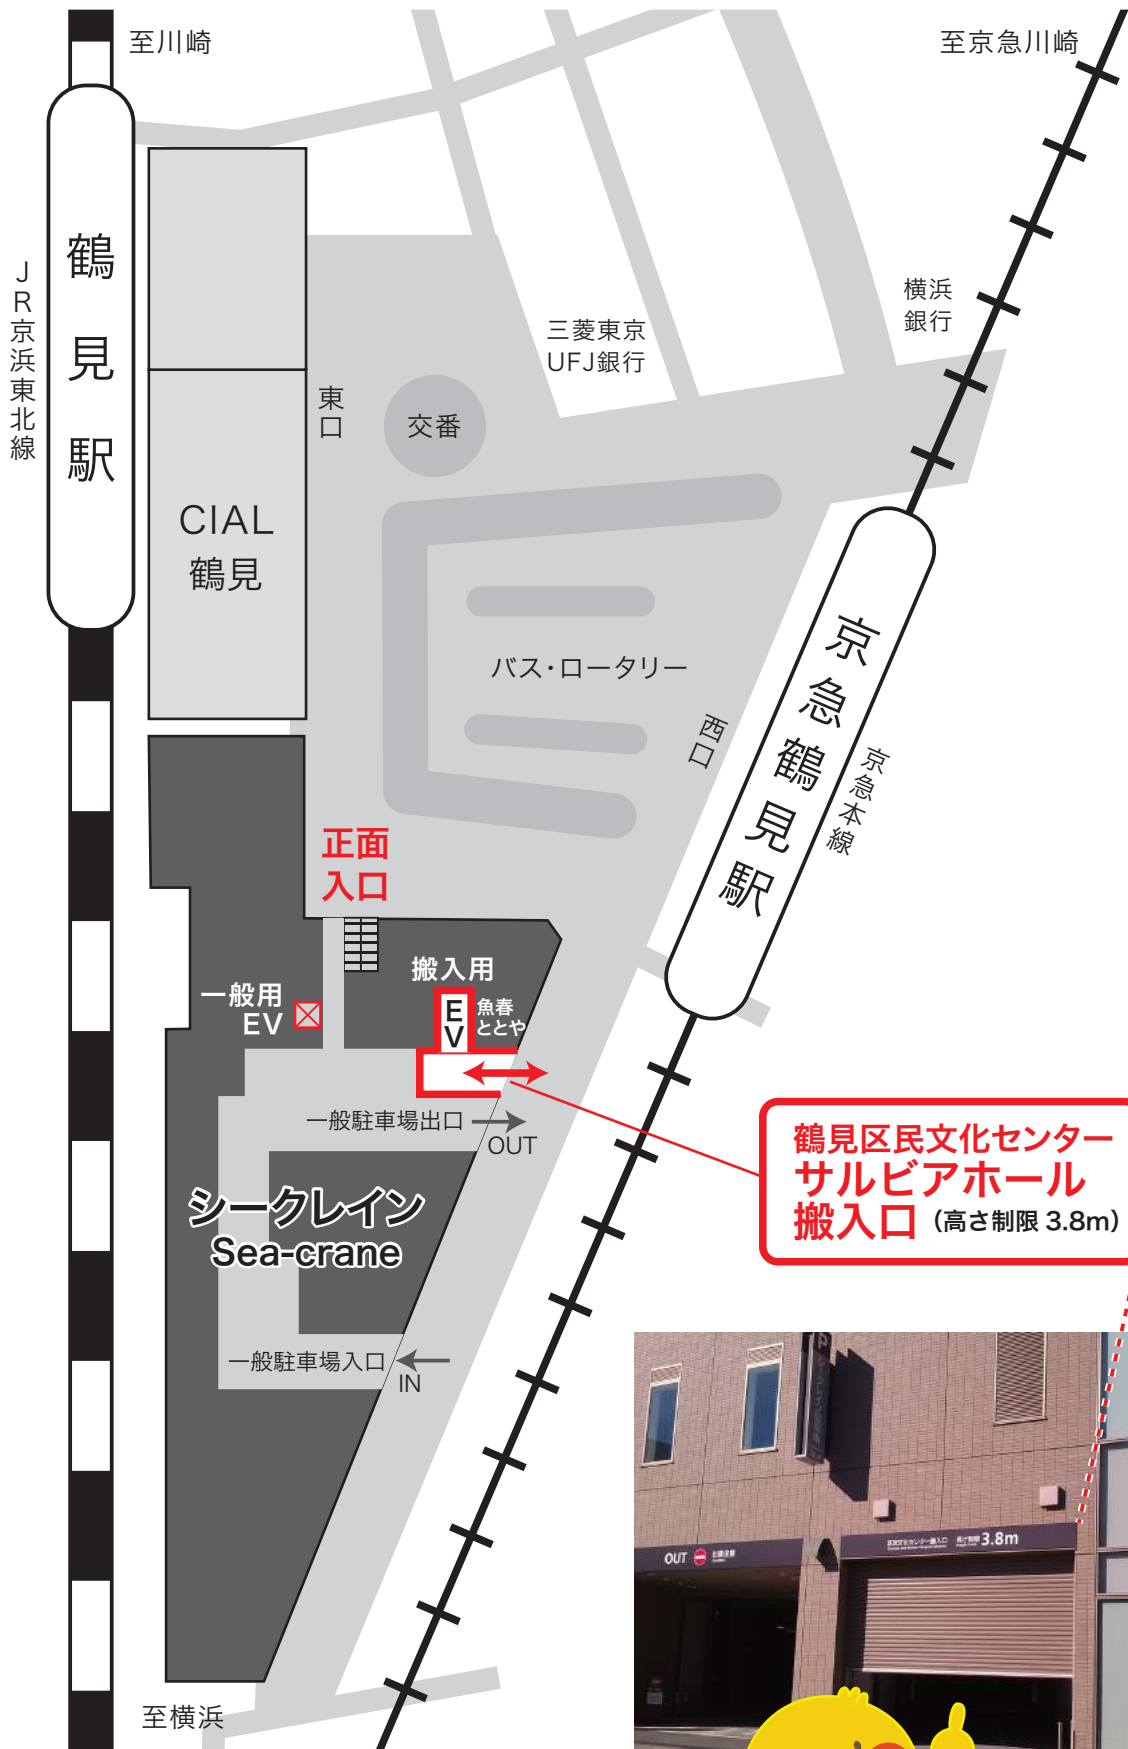 至川崎
至京急川崎
鶴見駅
JR京浜東北線
横浜
銀行
三菱東京
UFJ銀行
東口
交番
CIAL
鶴見
バス・ロータリー
西口
京急鶴見駅
京急本線
正面
入口
搬入用
EV
魚春
ととや
一般用
EV
一般駐車場出口
OUT
鶴見区民文化センター
サルビアホール
搬入口 (高さ制限 3.8m)
シークレイン
Sea-crane
一般駐車場入口
IN
P
OUT
3.8m
至横浜